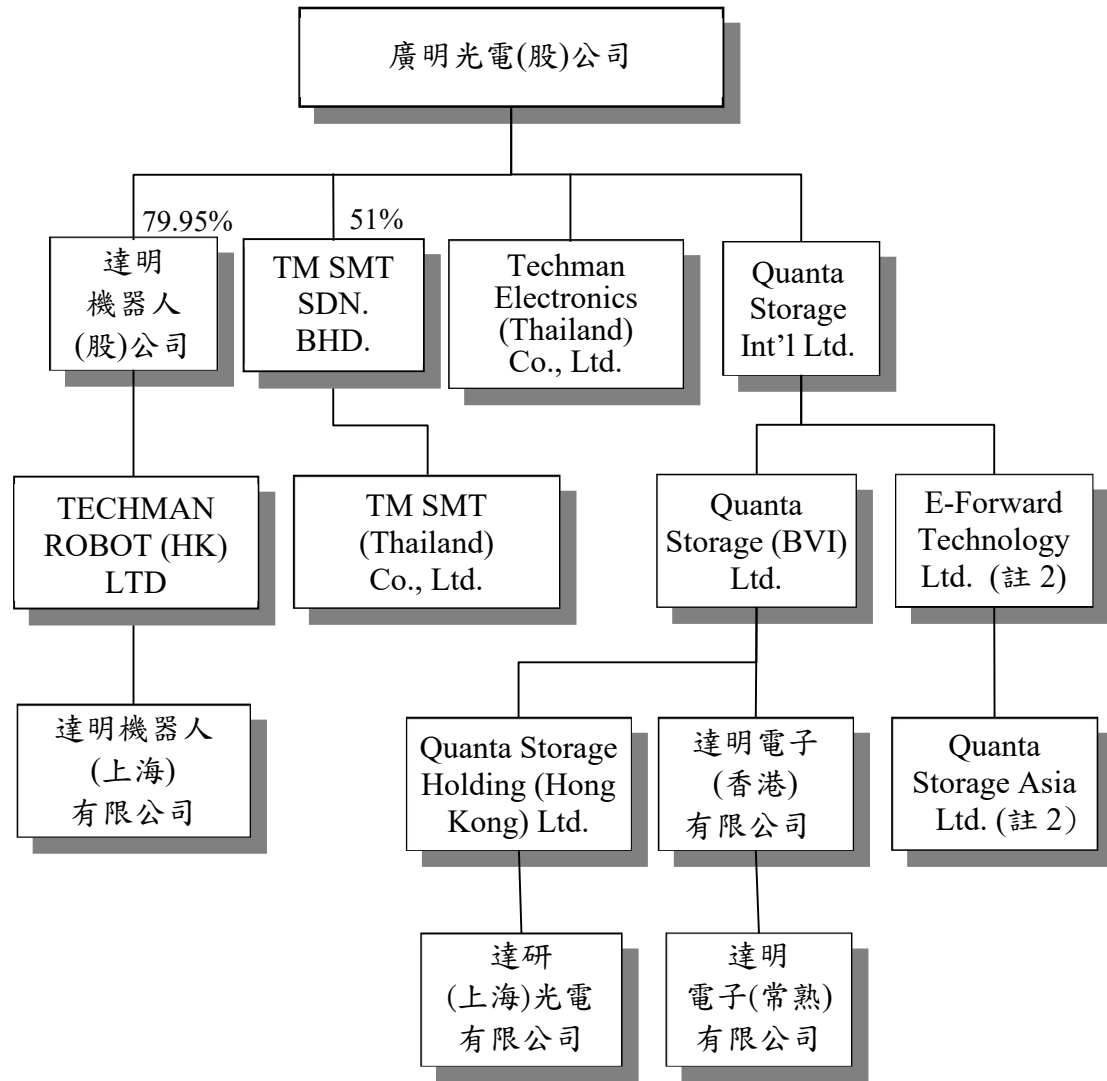 廣明光電(股)公司
79.95%
51%
達明
機器人
(股)公司
TM SMT
SDN.
BHD.
Techman
Electronics
(Thailand)
Co., Ltd.
Quanta
Storage
Int’l Ltd.
TECHMAN
ROBOT (HK)
LTD
TM SMT
(Thailand)
Co., Ltd.
Quanta
Storage (BVI)
Ltd.
E-Forward
Technology
Ltd. (註 2)
達明機器人
(上海)
有限公司
Quanta Storage
Holding (Hong
Kong) Ltd.
達明電子
(香港)
有限公司
Quanta
Storage Asia
Ltd. (註 2）
達研
(上海)光電
有限公司
達明
電子(常熟)
有限公司